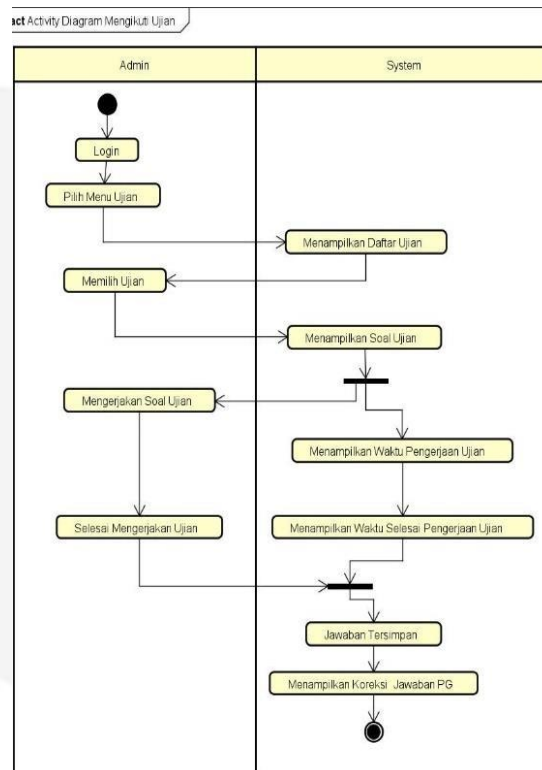 act Activity Diagram Mengikuti Ujian
Admin
System
Login
Pilih Menu Ujian
Menampilkan Daftar Ujian
Memilih Ujian
Menampilkan Soal Ujian
Mengerjakan Soal Ujian
Menampilkan Waktu Pengerjaan Ujian
Selesai Mengerjakan Ujian
Menampilkan Waktu Selesai Pengerjaan Ujian
Jawaban Tersimpan
Menampilkan Koreksi Jawaban PG